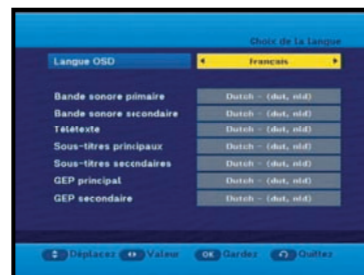 Choix de la Langue
Langue OSD français
Bande sonore primaire Dutch - (dut, nld)
Bande sonore secondaire Dutch - (dut, nld)
Télétexte Dutch - (dut, nld)
Sous-titres principaux Dutch - (dut, nld)
Sous-titres secondaires Dutch - (dut, nld)
GEP principal Dutch - (dut, nld)
GEP secondaire Dutch - (dut, nld)
Déplacez Valeur OK Gardez Quittez